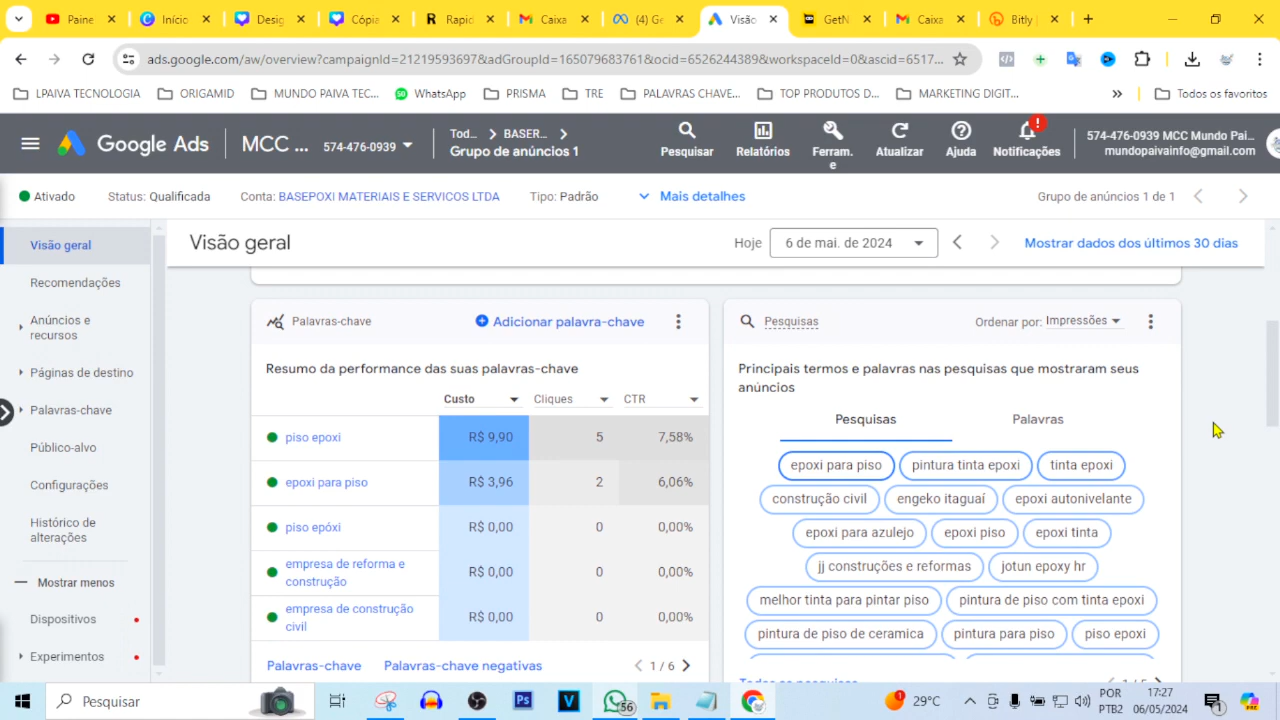 Paine
Início
Desig
Cópia
Rapid
Caixa
(4) Ge
Visão
GetN
Caixa
Bitly |
ads.google.com/aw/overview?campaignId=21219593697&adGroupId=165079683761&ocid=6526244389&workspaceId=0&ascid=6517...
LPAIVA TECNOLOGIA
ORIGAMID
MUNDO PAIVA TEC...
WhatsApp
PRISMA
TRE
PALAVRAS CHAVE...
TOP PRODUTOS D...
MARKETING DIGIT...
»
Todos os favoritos
Google Ads
MCC ...
574-476-0939
Tod...
BASER...
Grupo de anúncios 1
Pesquisar
Relatórios
Ferram.
e
Atualizar
Ajuda
!
Notificações
574-476-0939 MCC Mundo Pai...
mundopaivainfo@gmail.com
Ativado
Status: Qualificada
Conta: BASEPOXI MATERIAIS E SERVICOS LTDA
Tipo: Padrão
Mais detalhes
Grupo de anúncios 1 de 1
Visão geral
Recomendações
Anúncios e
recursos
Páginas de destino
Palavras-chave
Público-alvo
Configurações
Histórico de
alterações
Mostrar menos
Dispositivos
Experimentos
Visão geral
Hoje
6 de mai. de 2024
Mostrar dados dos últimos 30 dias
Palavras-chave
Adicionar palavra-chave
Resumo da performance das suas palavras-chave
Custo
Cliques
CTR
piso epoxi
R$ 9,90
5
7,58%
epoxi para piso
R$ 3,96
2
6,06%
piso epóxi
R$ 0,00
0
0,00%
empresa de reforma e
construção
R$ 0,00
0
0,00%
empresa de construção
civil
R$ 0,00
0
0,00%
Palavras-chave
Palavras-chave negativas
1 / 6
Pesquisas
Ordenar por: Impressões
Principais termos e palavras nas pesquisas que mostraram seus
anúncios
Pesquisas
Palavras
epoxi para piso
pintura tinta epoxi
tinta epoxi
construção civil
engeko itaguaí
epoxi autonivelante
epoxi para azulejo
epoxi piso
epoxi tinta
jj construções e reformas
jotun epoxy hr
melhor tinta para pintar piso
pintura de piso com tinta epoxi
pintura de piso de ceramica
pintura para piso
piso epoxi
Pesquisar
Ps
V
56
29°C
POR
PTB2
17:27
06/05/2024
1
PRE